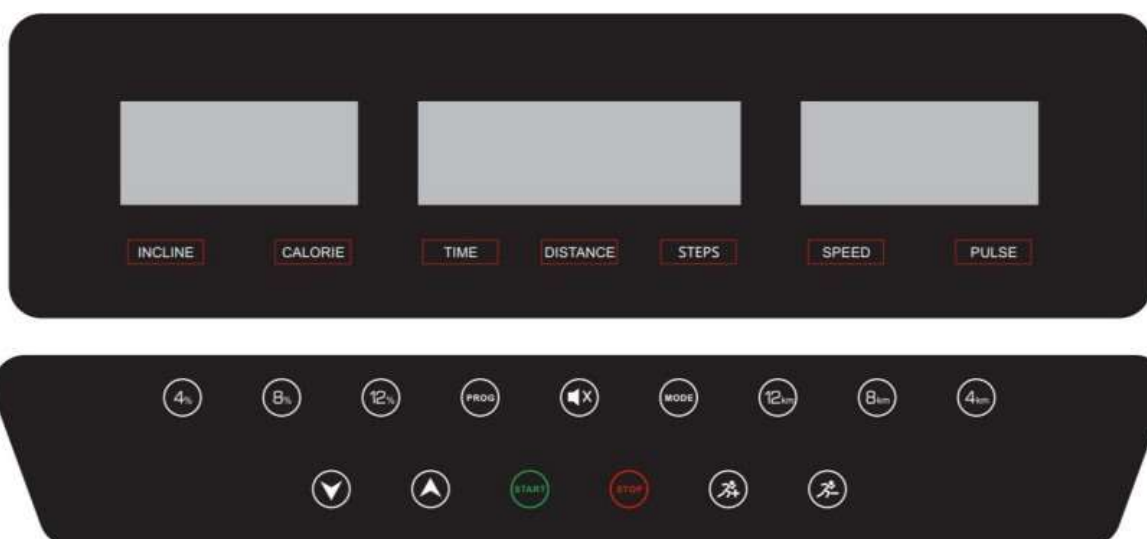 INCLINE CALORIE TIME DISTANCE STEPS SPEED PULSE
4% 8% 12% PROG MODE 12km 8km 4km
START STOP